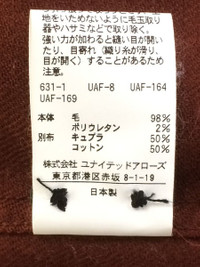 地をいためないように毛玉取り
器やハサミなどで取り除く。
強い力が加わると縫い目が開い
たり、目寄れ(織り糸が滑り、
目が開く)することがあるため
注意。
631-1 UAF-8 UAF-164
UAF-169
本体 毛 98%
ポリウレタン 2%
別布 キュプラ 50%
コットン 50%
株式会社 ユナイテッドアローズ
東京都港区赤坂 8-1-19
日本製